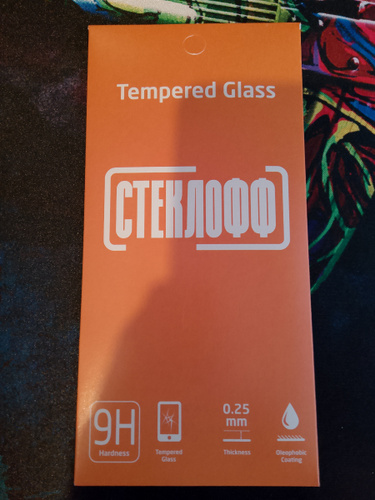 Tempered Glass
СТЕКЛОФФ
9H
Hardness
Tempered
Glass
0.25
mm
Thickness
Oleophobic
Coating